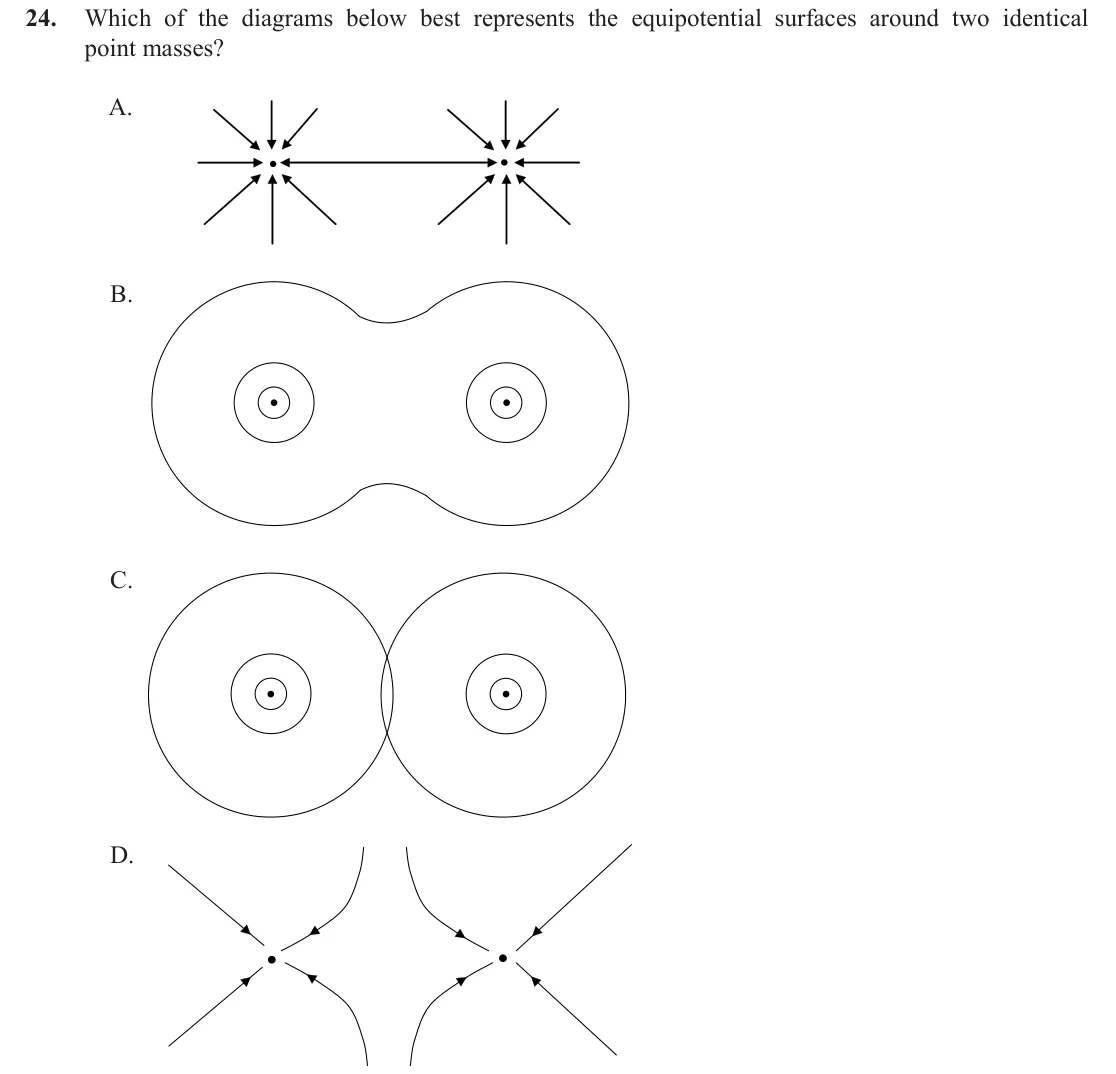 24. Which of the diagrams below best represents the equipotential surfaces around two identical
point masses?
A.
B.
C.
D.